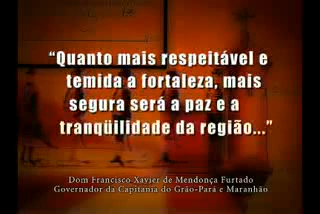 “Quanto mais respeitável e
temida a fortaleza, mais
segura será a paz e a
tranqüilidade da região...”
Dom Francisco Xavier de Mendonça Furtado
Governador da Capitania do Grão-Pará e Maranhão